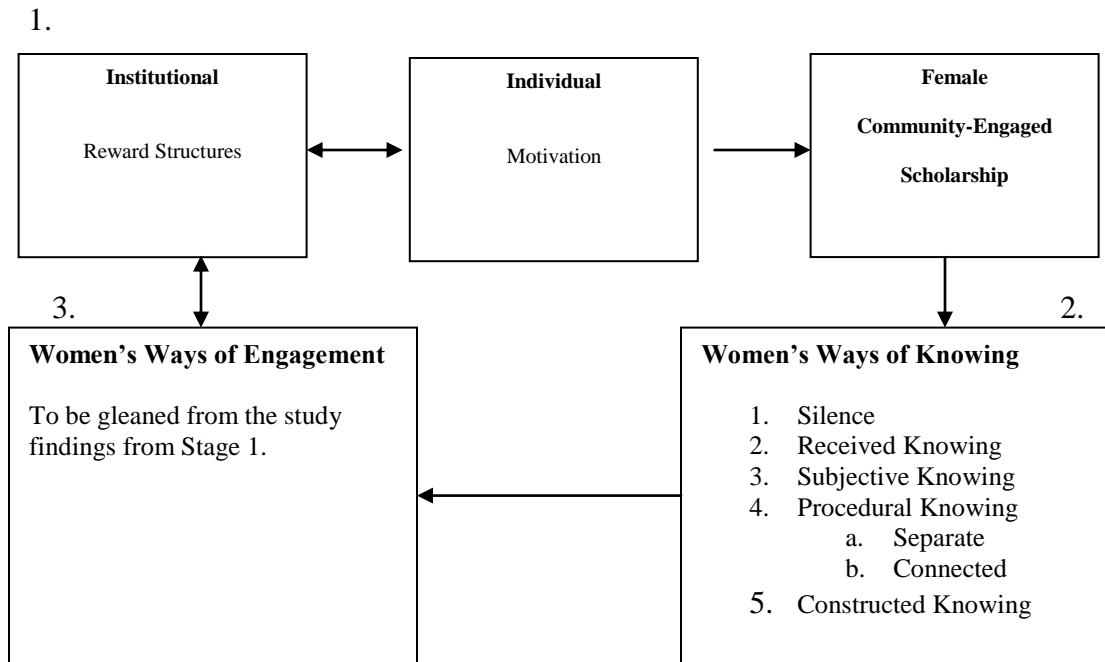 1.
Institutional
Reward Structures
Individual
Motivation
Female
Community-Engaged
Scholarship
3.
Women’s Ways of Engagement
To be gleaned from the study
findings from Stage 1.
2.
Women’s Ways of Knowing
1. Silence
2. Received Knowing
3. Subjective Knowing
4. Procedural Knowing
a. Separate
b. Connected
5. Constructed Knowing